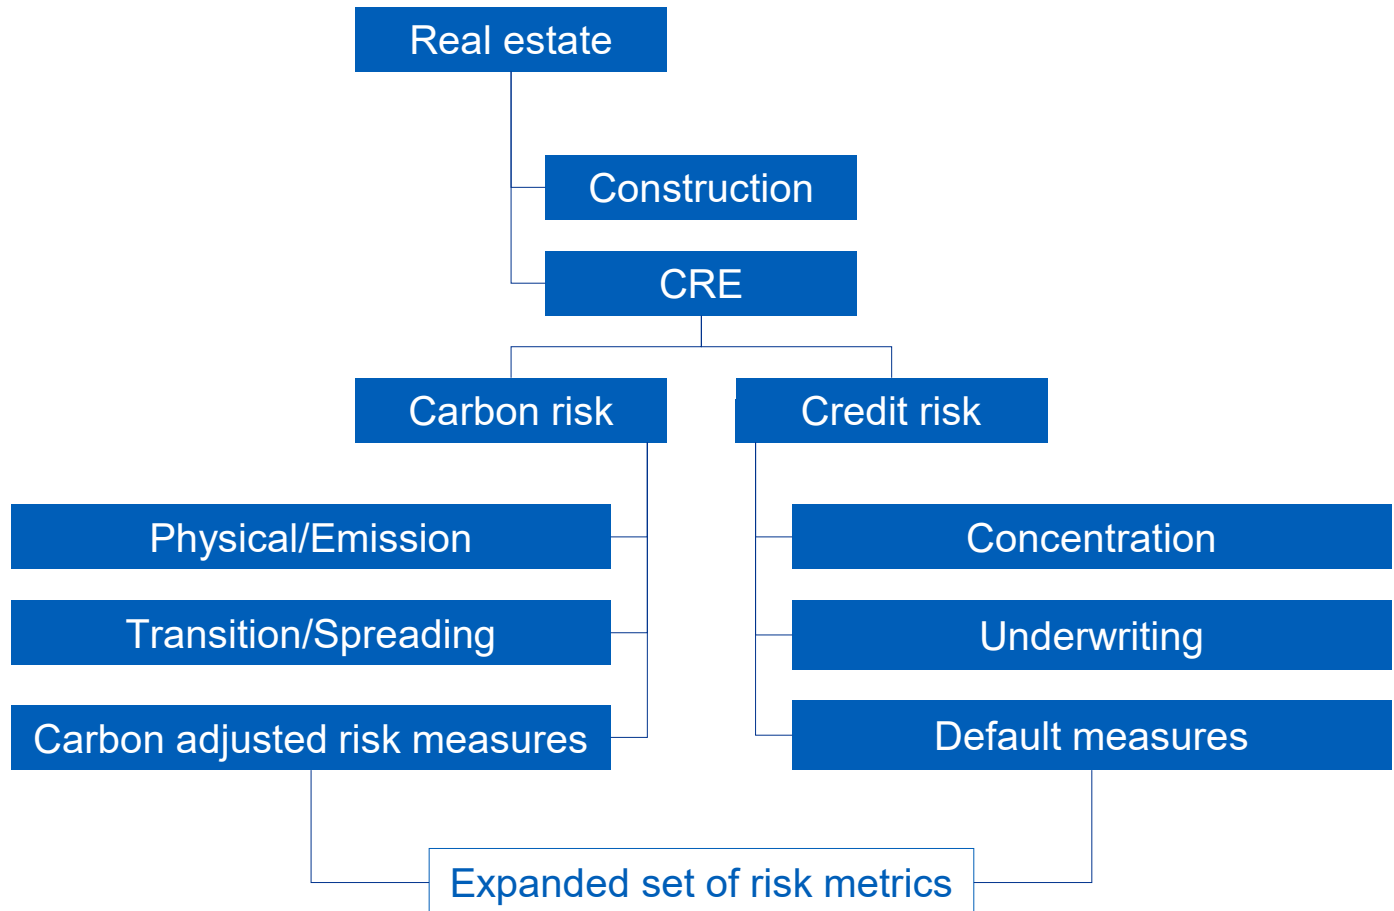 Real estate
Construction
CRE
Carbon risk
Credit risk
Physical/Emission
Concentration
Transition/Spreading
Underwriting
Carbon adjusted risk measures
Default measures
Expanded set of risk metrics